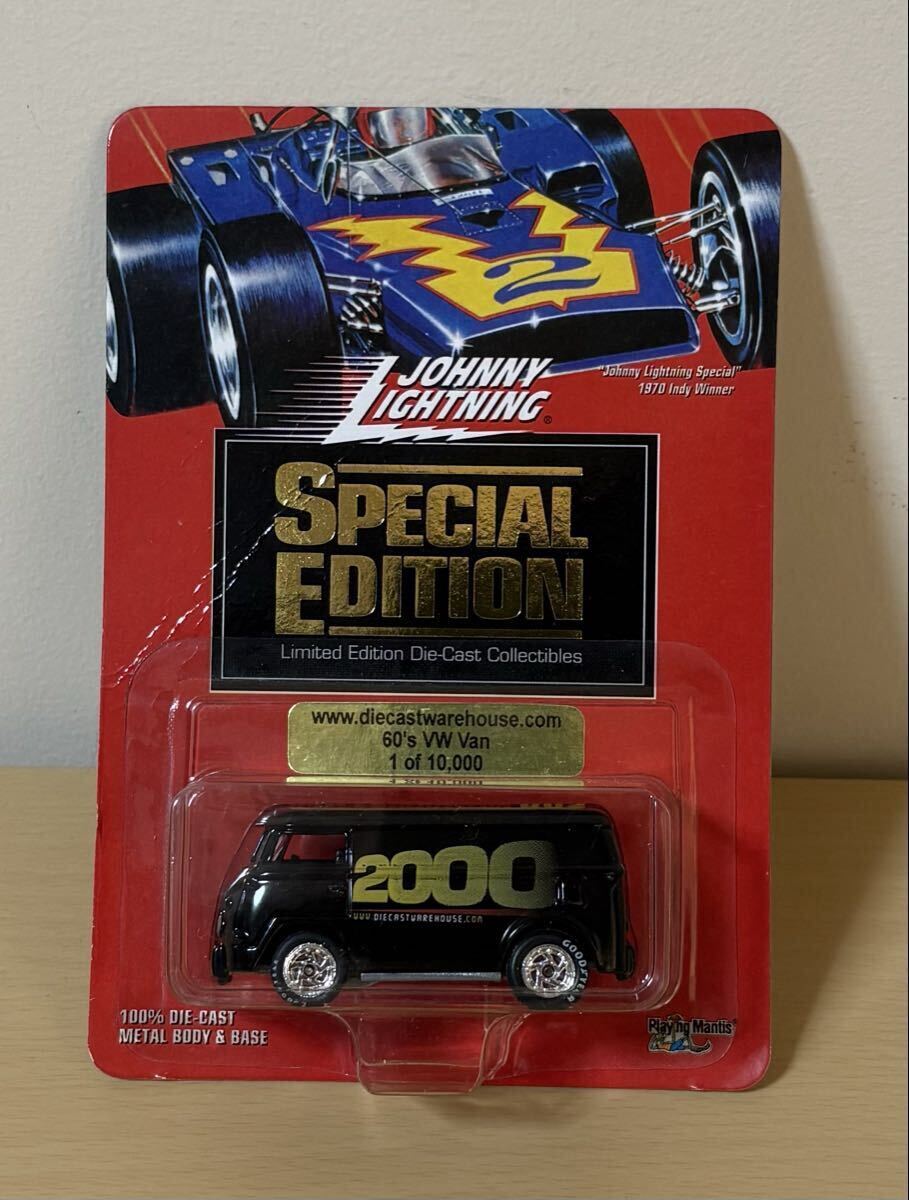 2
JOHNNY
LIGHTNING®
"Johnny Lightning Special"
1970 Indy Winner
SPECIAL
EDITION
Limited Edition Die-Cast Collectibles
www.diecastwarehouse.com
60's VW Van
1 of 10,000
2000
WWW.DIECASTWAREHOUSE.COM
GOODYEAR
100% DIE-CAST
METAL BODY & BASE
Playing Mantis®